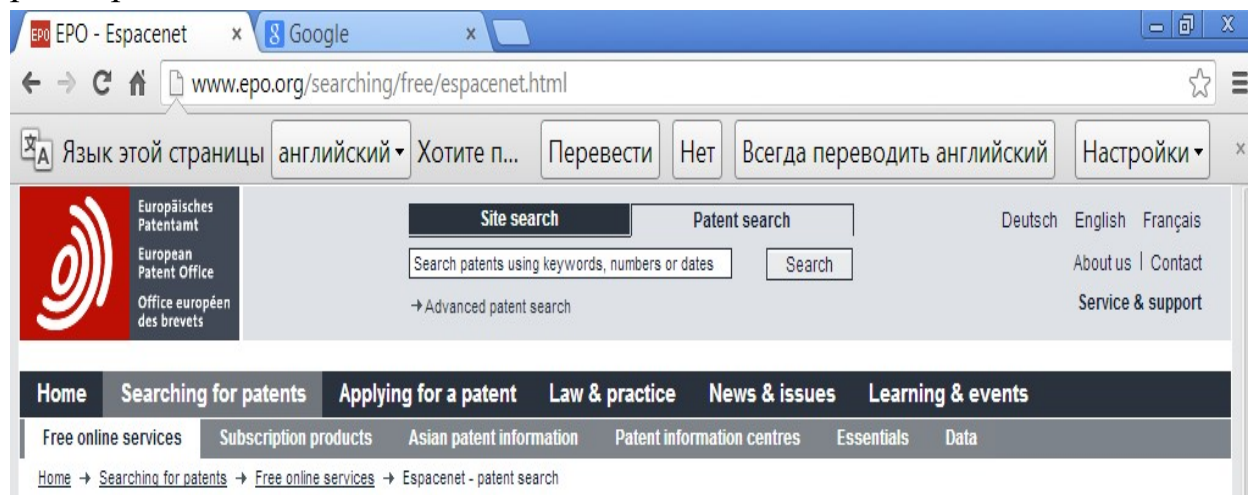 EPO EPO - Espacenet × 8 Google ×
www.epo.org/searching/free/espacenet.html
Язык этой страницы английский Хотите п... Перевести Нет Всегда переводить английский Настройки ×
Europäisches
Patentamt
European
Patent Office
Office européen
des brevets
Site search Patent search Deutsch English Français
Search patents using keywords, numbers or dates Search About us | Contact
→ Advanced patent search Service & support
Home Searching for patents Applying for a patent Law & practice News & issues Learning & events
Free online services Subscription products Asian patent information Patent information centres Essentials Data
Home → Searching for patents → Free online services → Espacenet - patent search